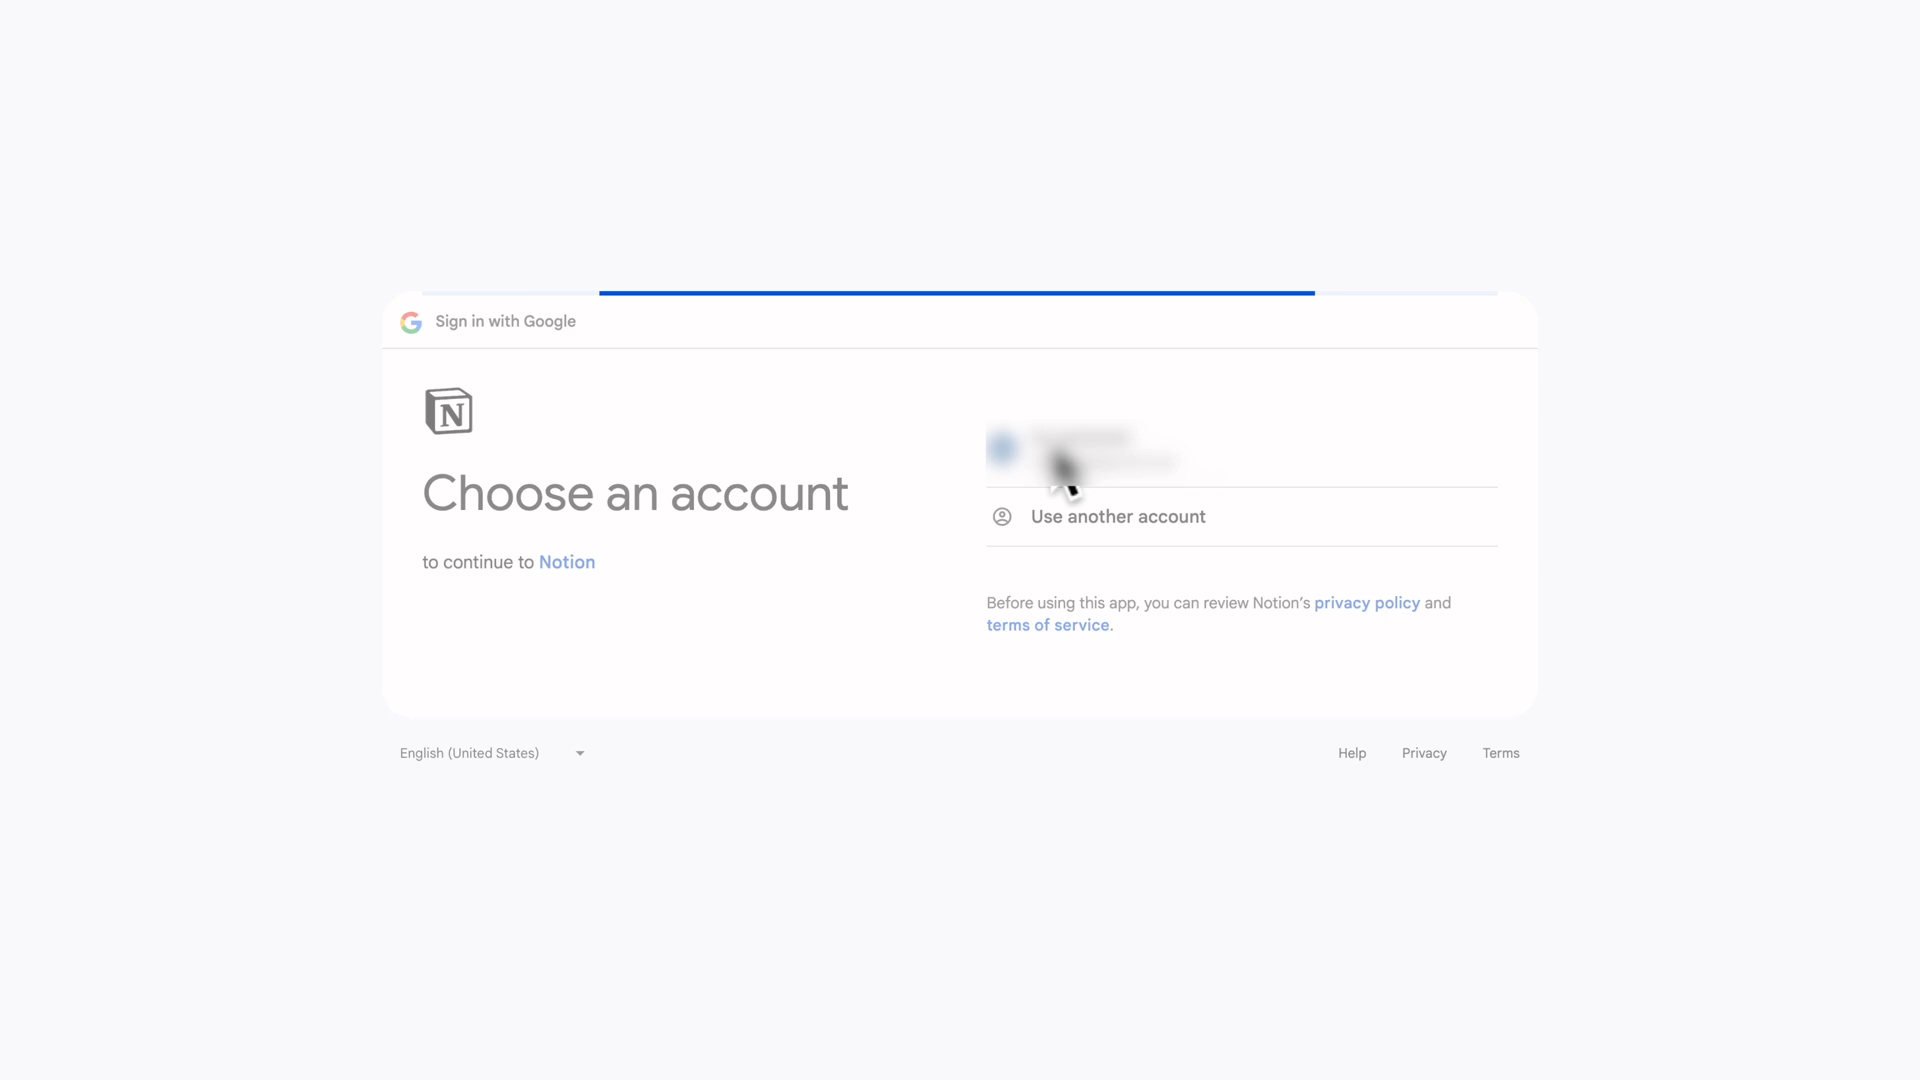 Sign in with Google
N
Choose an account
to continue to Notion
Use another account
Before using this app, you can review Notion’s privacy policy and
terms of service.
English (United States)
Help
Privacy
Terms